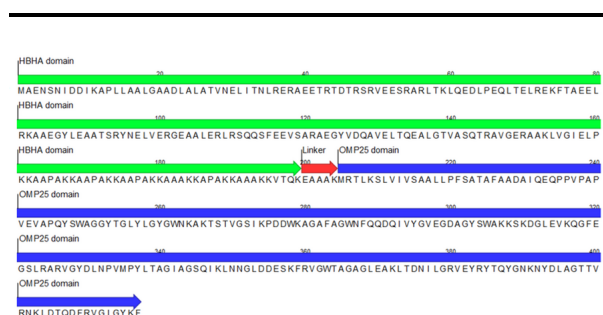 HBHA domain
20 40 60 80
MAENSNIDDIKAPLLAALGAADLALATVNELITNLRERAEETRTDTRSRVEESRARLTKLQEDLPEQLTELREKFTAEEL
HBHA domain
100 120 140 160
RKAAEGYLEAATSRYNELVERGEAALERLRSQQSFEEVSARAEGYVDQAVELTQEALGTVASQTRAVGERAAKLVGIELP
HBHA domain Linker OMP25 domain
180 200 220 240
KKAAPAKKAAPAKKAAPAKKAAAKKAPAKKAAAKKVTQKEAAAKMRTLKSLVIVSAALLPFSATAFAADAIQEQPPVPAP
OMP25 domain
260 280 300 320
VEVAPQYSWAGGYTGLYLGYGWNKAKTSTVGSIKPDDWKAGAFAGWNFQQDQIVYGVEGDAGYSWAKKSKDGLEVKQGFE
OMP25 domain
340 360 380 400
GSLRARVGYDLNPVMPYLTAGIAGSQIKLNNGLDDESKFRVGWTAGAGLEAKLTDNILGRVEYRYTQYGNKNYDLAGTTV
OMP25 domain
RNKLDTQDFRVGIGYKF